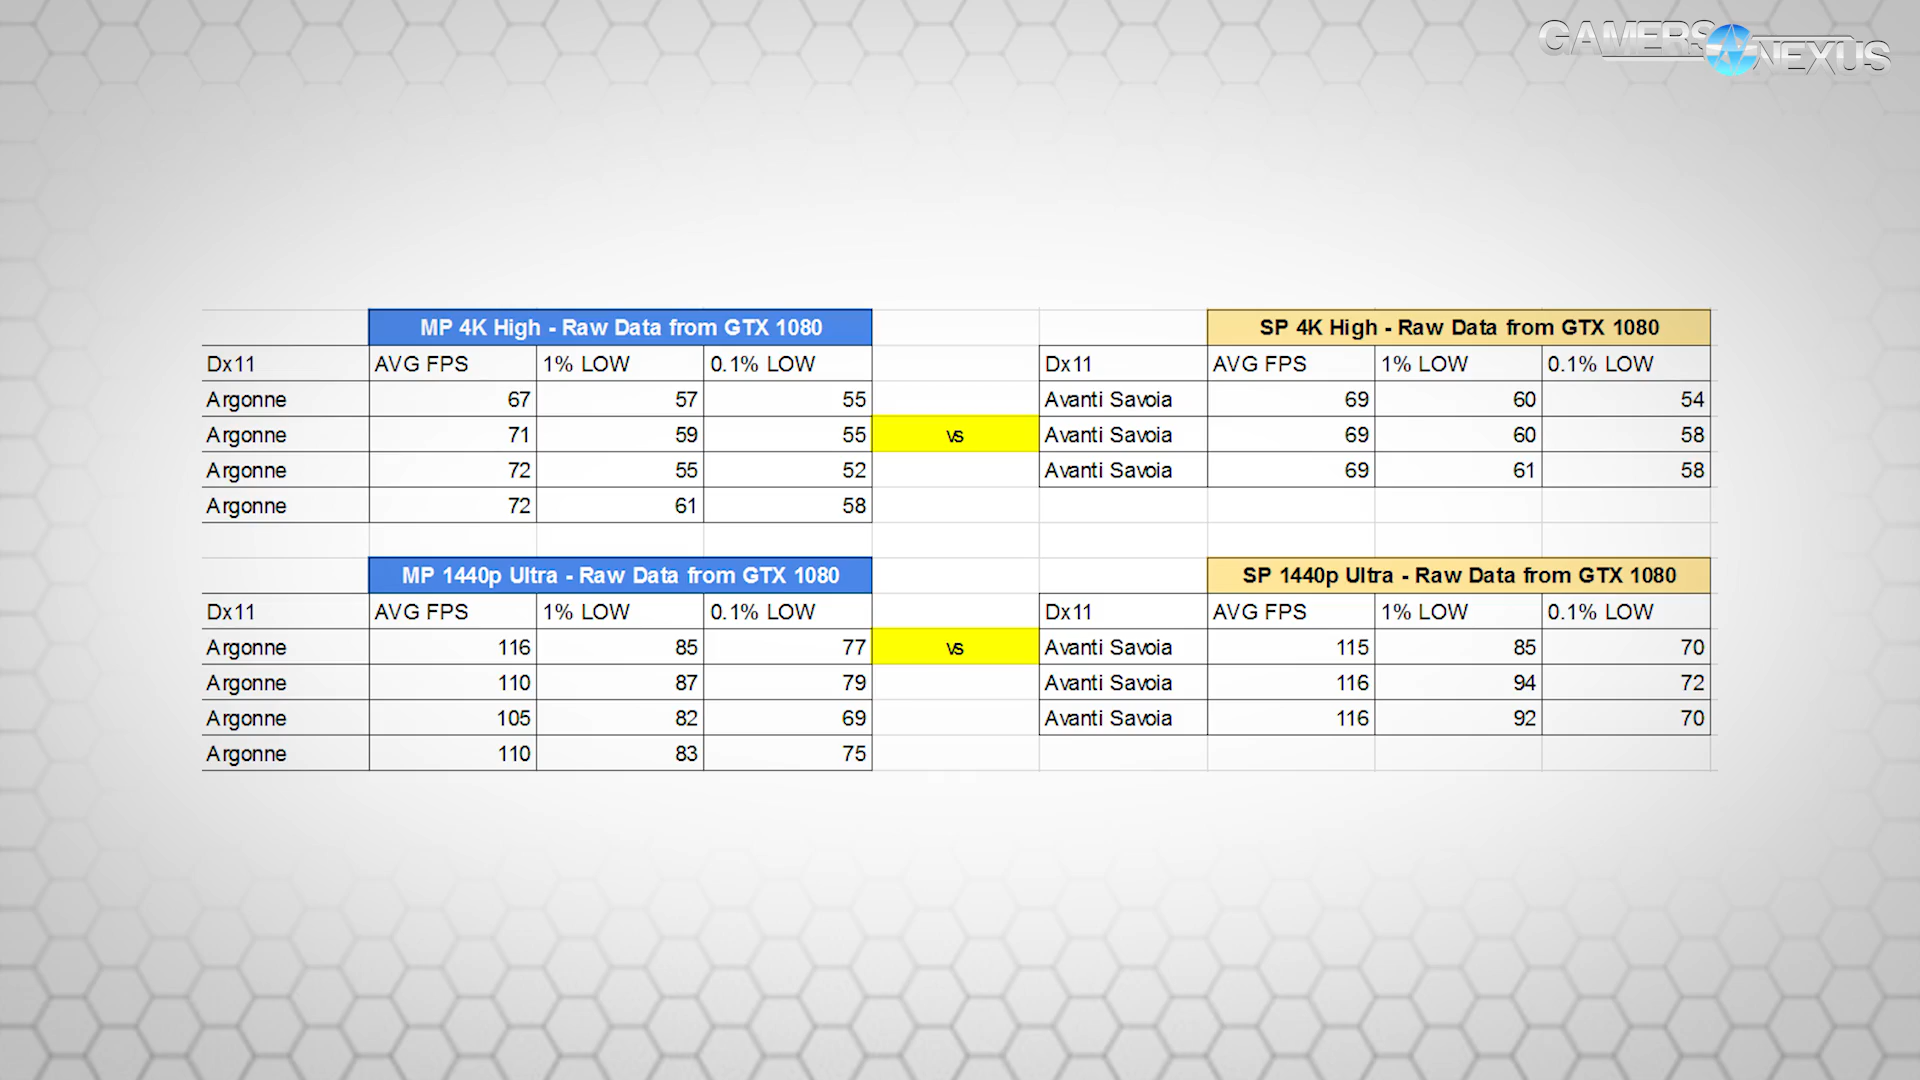 GAMERS NEXUS
MP 4K High - Raw Data from GTX 1080
SP 4K High - Raw Data from GTX 1080
Dx11 AVG FPS 1% LOW 0.1% LOW Dx11 AVG FPS 1% LOW 0.1% LOW
Argonne 67 57 55 Avanti Savoia 69 60 54
Argonne 71 59 55 vs Avanti Savoia 69 60 58
Argonne 72 55 52 Avanti Savoia 69 61 58
Argonne 72 61 58
MP 1440p Ultra - Raw Data from GTX 1080
SP 1440p Ultra - Raw Data from GTX 1080
Dx11 AVG FPS 1% LOW 0.1% LOW Dx11 AVG FPS 1% LOW 0.1% LOW
Argonne 116 85 77 vs Avanti Savoia 115 85 70
Argonne 110 87 79 Avanti Savoia 116 94 72
Argonne 105 82 69 Avanti Savoia 116 92 70
Argonne 110 83 75